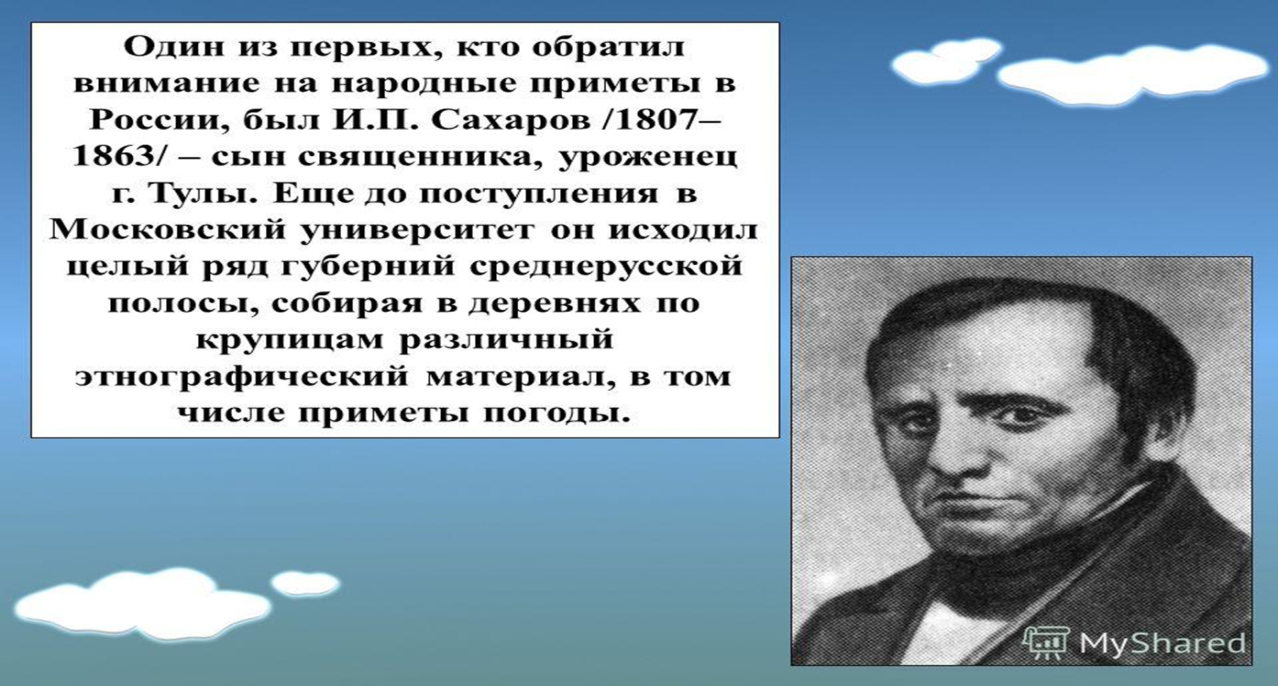 Один из первых, кто обратил
внимание на народные приметы в
России, был И.П. Сахаров /1807–
1863/ – сын священника, уроженец
г. Тулы. Еще до поступления в
Московский университет он исходил
целый ряд губерний среднерусской
полосы, собирая в деревнях по
крупицам различный
этнографический материал, в том
числе приметы погоды.
MyShared